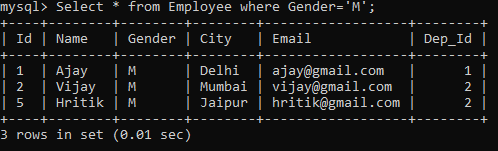 mysql> Select * from Employee where Gender='M';
+----+--------+--------+--------+------------------+--------+
| Id | Name   | Gender | City   | Email            | Dep_Id |
+----+--------+--------+--------+------------------+--------+
| 1  | Ajay   | M      | Delhi  | ajay@gmail.com   |      1 |
| 2  | Vijay  | M      | Mumbai | vijay@gmail.com  |      2 |
| 5  | Hritik | M      | Jaipur | hritik@gmail.com |      2 |
+----+--------+--------+--------+------------------+--------+
3 rows in set (0.01 sec)